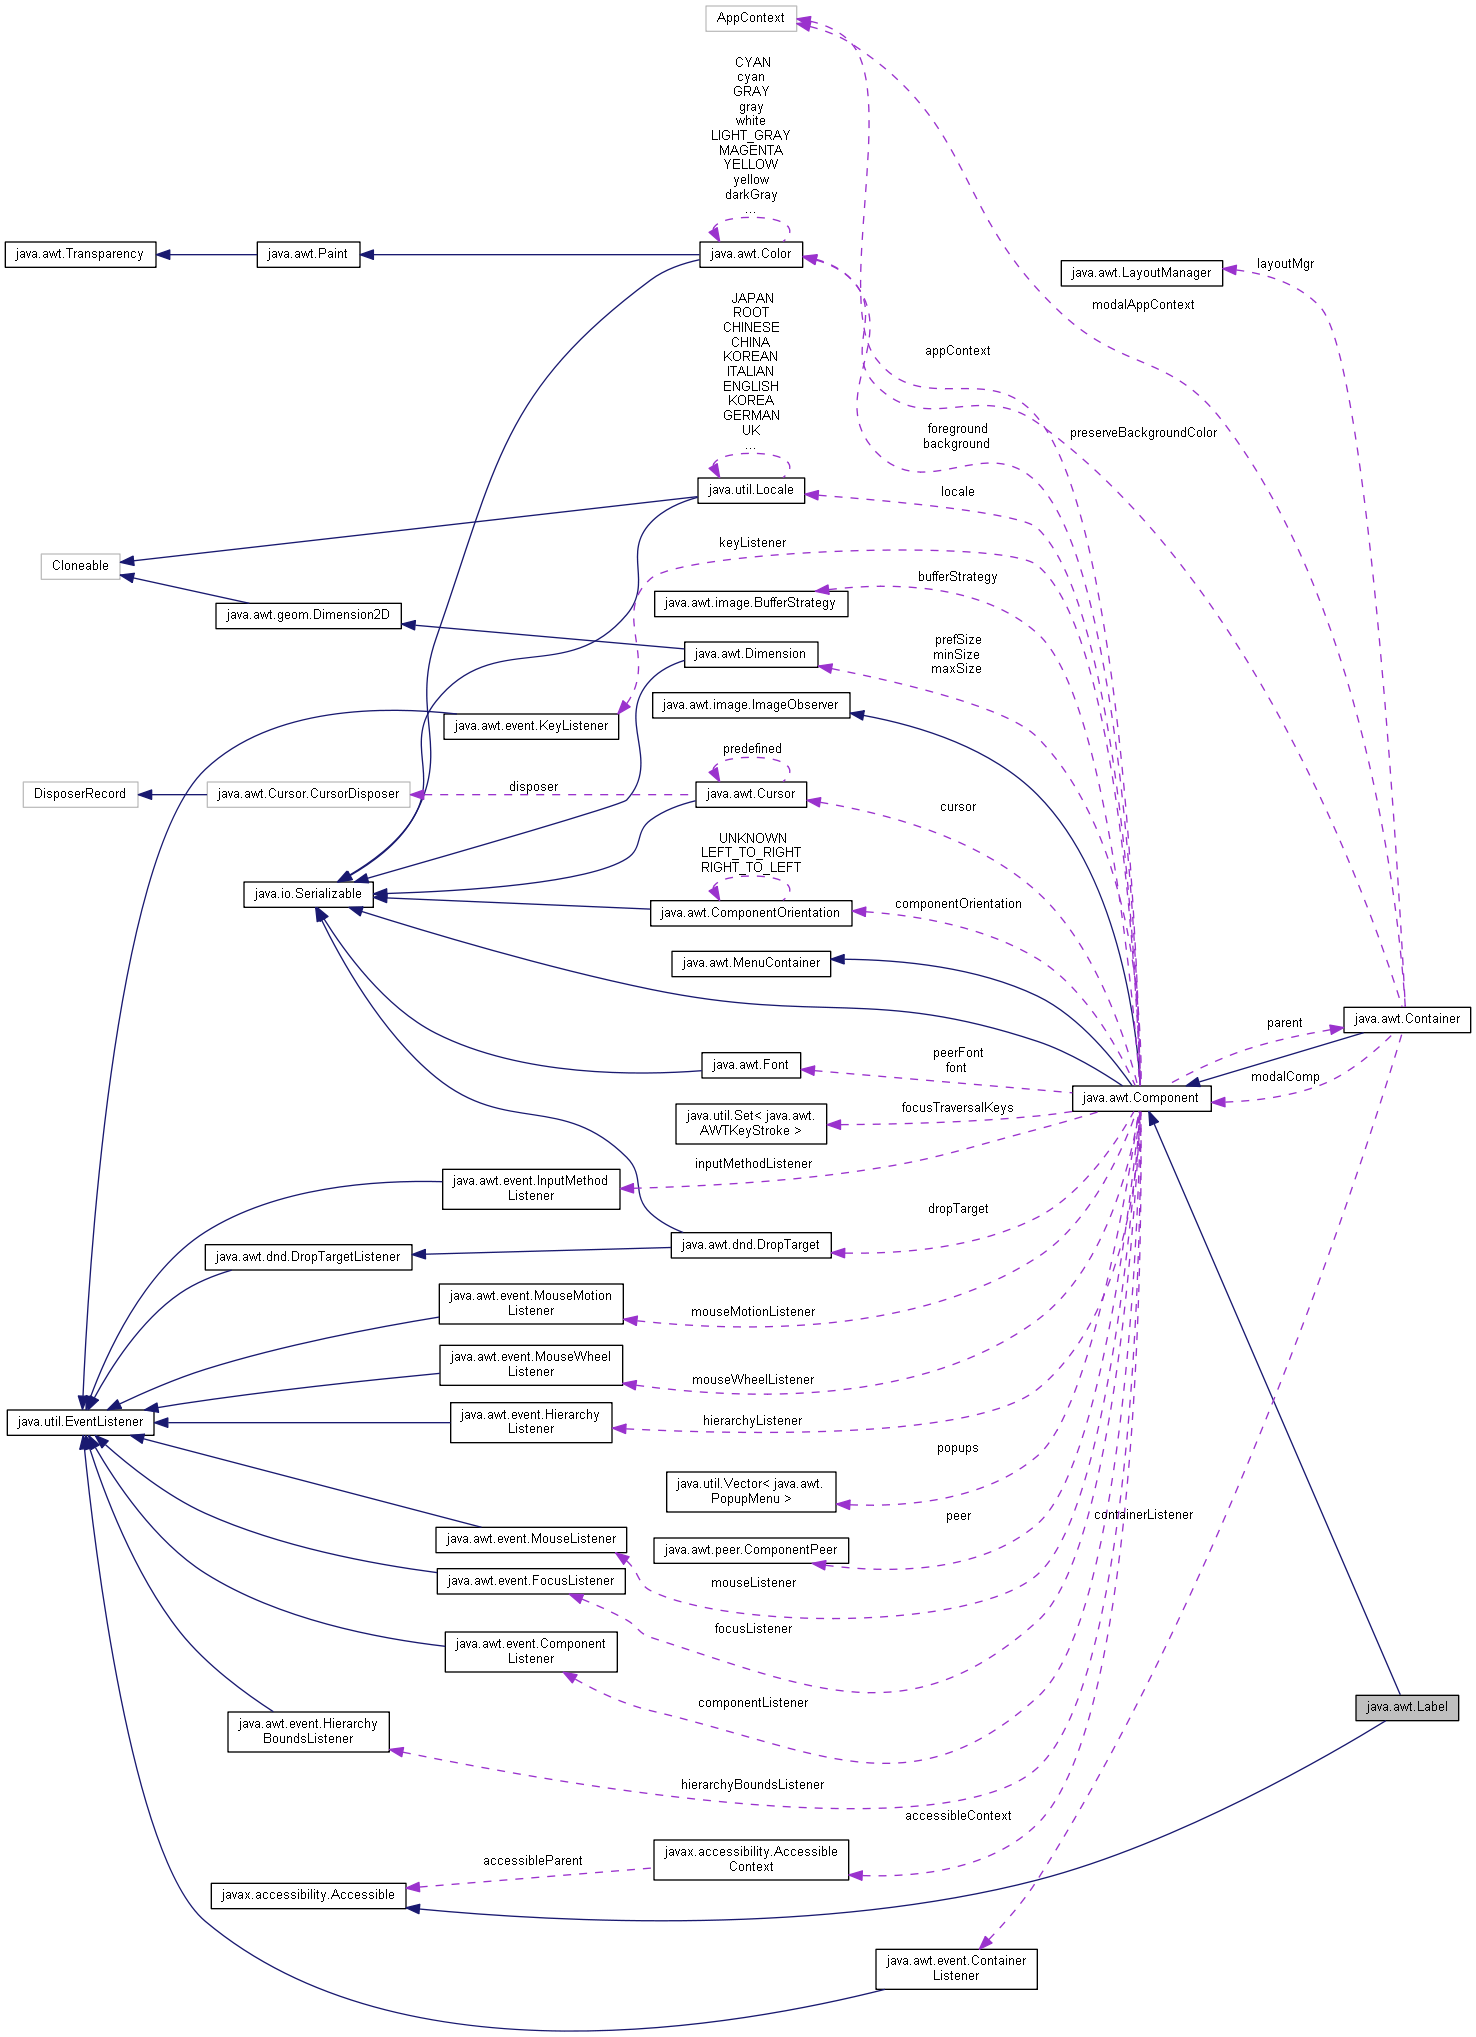 AppContext
CYAN
cyan
GRAY
gray
white
LIGHT_GRAY
MAGENTA
YELLOW
yellow
darkGray
...
java.awt.Transparency
java.awt.Paint
java.awt.Color
java.awt.LayoutManager
layoutMgr
modalAppContext
JAPAN
ROOT
CHINESE
CHINA
KOREAN
ITALIAN
ENGLISH
KOREA
GERMAN
UK
...
appContext
foreground
background
preserveBackgroundColor
java.util.Locale
locale
keyListener
Cloneable
bufferStrategy
java.awt.image.BufferStrategy
java.awt.geom.Dimension2D
prefSize
minSize
maxSize
java.awt.Dimension
java.awt.image.ImageObserver
java.awt.event.KeyListener
predefined
DisposerRecord
java.awt.Cursor.CursorDisposer
disposer
java.awt.Cursor
cursor
UNKNOWN
LEFT_TO_RIGHT
RIGHT_TO_LEFT
java.io.Serializable
java.awt.ComponentOrientation
componentOrientation
java.awt.MenuContainer
java.awt.Container
parent
peerFont
font
java.awt.Font
modalComp
java.awt.Component
focusTraversalKeys
java.util.Set< java.awt.
AWTKeyStroke >
inputMethodListener
java.awt.event.InputMethod
Listener
dropTarget
java.awt.dnd.DropTargetListener
java.awt.dnd.DropTarget
java.awt.event.MouseMotion
Listener
mouseMotionListener
java.awt.event.MouseWheel
Listener
mouseWheelListener
java.util.EventListener
java.awt.event.Hierarchy
Listener
hierarchyListener
popups
java.util.Vector< java.awt.
PopupMenu >
peer
containerListener
java.awt.event.MouseListener
java.awt.peer.ComponentPeer
java.awt.event.FocusListener
mouseListener
focusListener
java.awt.event.Component
Listener
componentListener
java.awt.Label
java.awt.event.Hierarchy
BoundsListener
hierarchyBoundsListener
accessibleContext
javax.accessibility.Accessible
Context
accessibleParent
javax.accessibility.Accessible
java.awt.event.Container
Listener